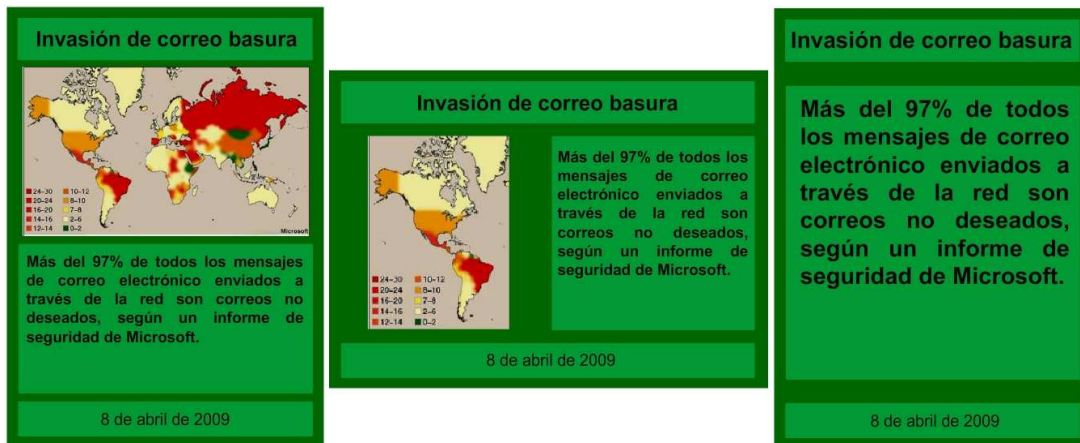 Invasión de correo basura
24-30
20-24
16-20
14-16
12-14
10-12
8-10
7-8
2-6
0-2
Microsoft
Más del 97% de todos los mensajes
de correo electrónico enviados a
través de la red son correos no
deseados, según un informe de
seguridad de Microsoft.
8 de abril de 2009
Invasión de correo basura
24-30
20-24
16-20
14-16
12-14
10-12
8-10
7-8
2-6
0-2
Más del 97% de todos los
mensajes de correo
electrónico enviados a
través de la red son
correos no deseados,
según un informe de
seguridad de Microsoft.
8 de abril de 2009
Invasión de correo basura
Más del 97% de todos
los mensajes de correo
electrónico enviados a
través de la red son
correos no deseados,
según un informe de
seguridad de Microsoft.
8 de abril de 2009